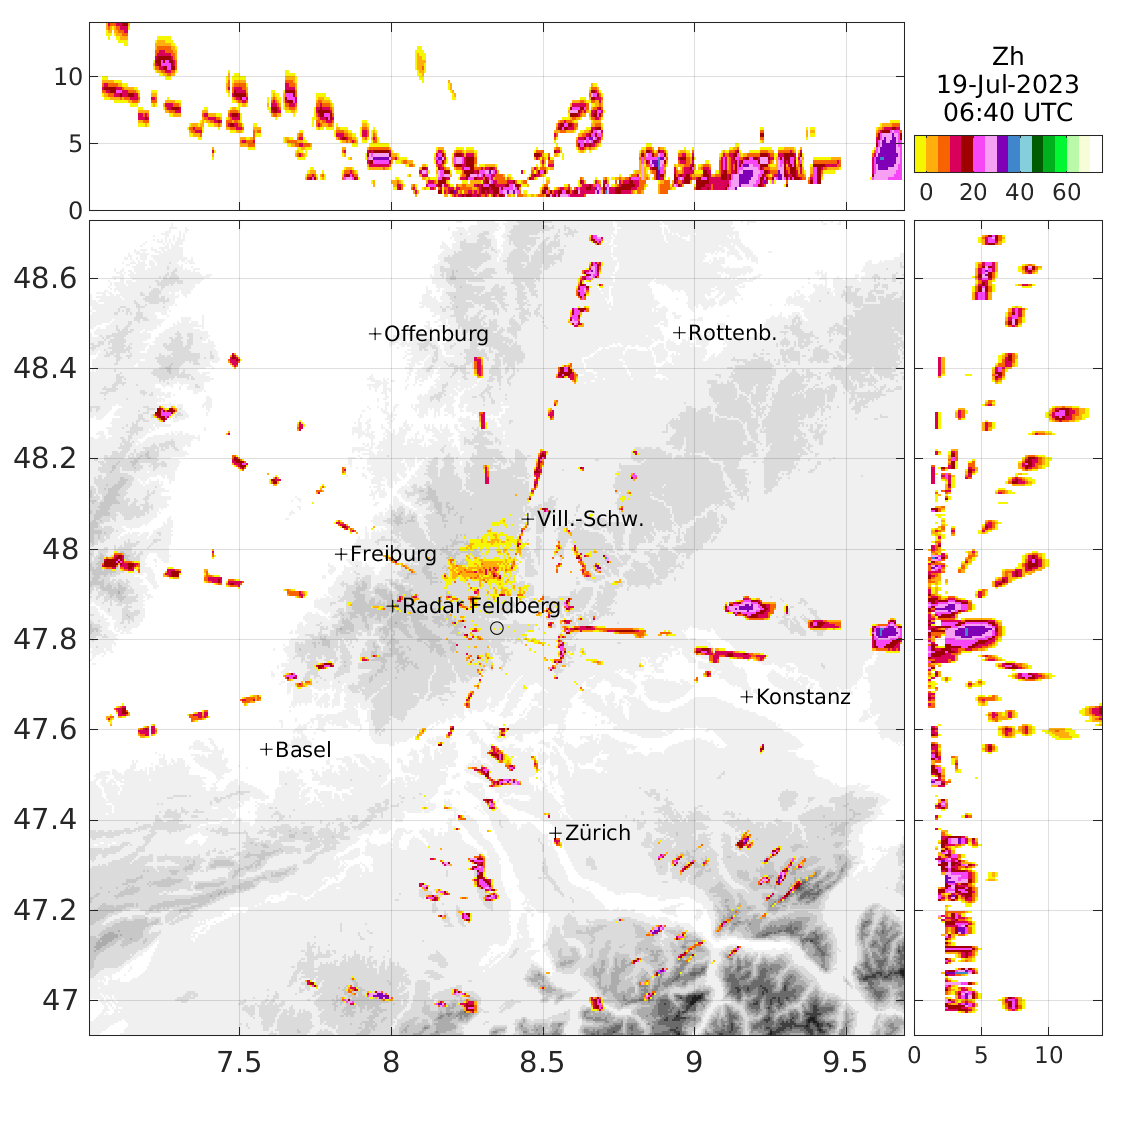 Zh
19-Jul-2023
06:40 UTC
0 20 40 60
10
5
0
48.6
48.4
48.2
48
47.8
47.6
47.4
47.2
47
+Offenburg
+Rottenb.
+Vill.-Schw.
+Freiburg
+Radar Feldberg
+Konstanz
+Basel
+Zürich
7.5 8 8.5 9 9.5
0 5 10